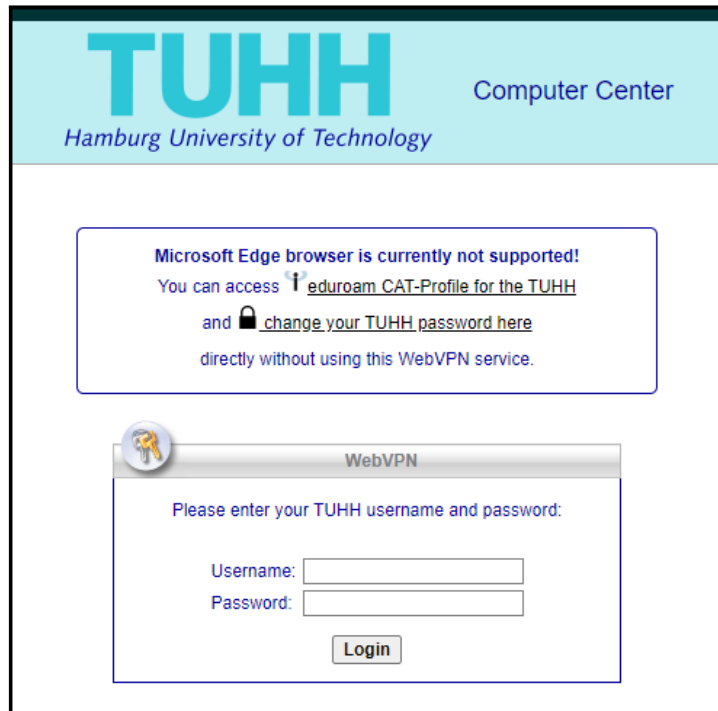 TUHH
Computer Center
Hamburg University of Technology
Microsoft Edge browser is currently not supported!
You can access eduroam CAT-Profile for the TUHH
and change your TUHH password here
directly without using this WebVPN service.
WebVPN
Please enter your TUHH username and password:
Username:
Password:
Login